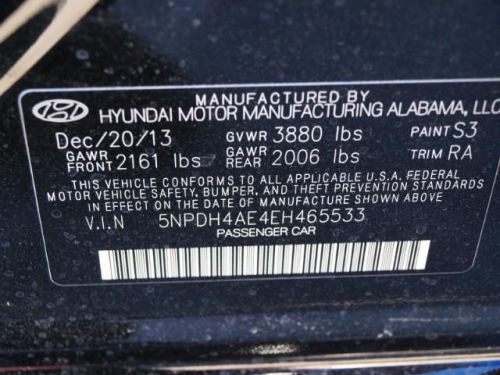 MANUFACTURED BY
HYUNDAI MOTOR MANUFACTURING ALABAMA, LLC
Dec/20/13 GVWR 3880 lbs PAINT S3
GAWR FRONT 2161 lbs GAWR REAR 2006 lbs TRIM RA
THIS VEHICLE CONFORMS TO ALL APPLICABLE U.S.A. FEDERAL
MOTOR VEHICLE SAFETY, BUMPER, AND THEFT PREVENTION STANDARDS
IN EFFECT ON THE DATE OF MANUFACTURE SHOWN ABOVE
V.I.N 5NPDH4AE4EH465533
PASSENGER CAR